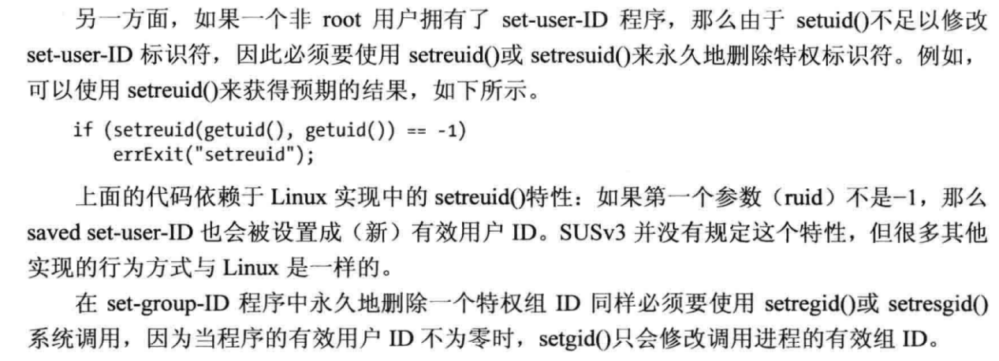 另一方面，如果一个非 root 用户拥有了 set-user-ID 程序，那么由于 setuid()不足以修改
set-user-ID 标识符，因此必须要使用 setreuid()或 setresuid()来永久地删除特权标识符。例如，
可以使用 setreuid()来获得预期的结果，如下所示。
if (setreuid(getuid(), getuid()) == -1)
    errExit("setreuid");
上面的代码依赖于 Linux 实现中的 setreuid()特性：如果第一个参数（ruid）不是–1，那么
saved set-user-ID 也会被设置成（新）有效用户 ID。SUSv3 并没有规定这个特性，但很多其他
实现的行为方式与 Linux 是一样的。
在 set-group-ID 程序中永久地删除一个特权组 ID 同样必须要使用 setregid()或 setresgid()
系统调用，因为当程序的有效用户 ID 不为零时，setgid()只会修改调用进程的有效组 ID。